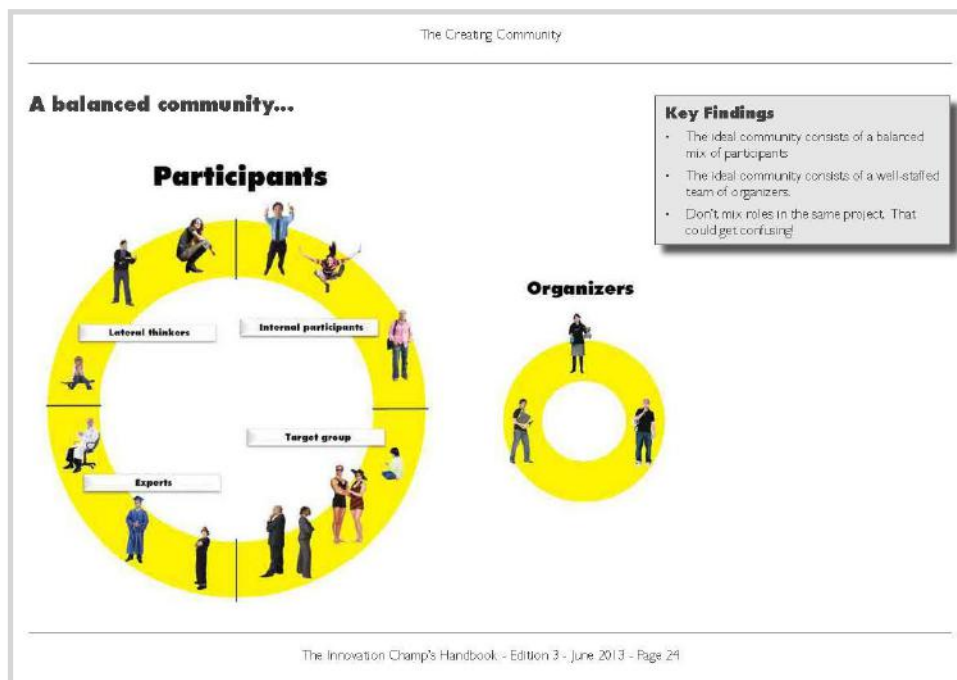 The Creating Community
A balanced community...
Key Findings
• The ideal community consists of a balanced
mix of participants
• The ideal community consists of a well-staffed
team of organizers.
• Don't mix roles in the same project. That
could get confusing!
Participants
Lateral thinkers
Internal participants
Target group
Experts
Organizers
The Innovation Champ's Handbook - Edition 3 - June 2013 - Page 24